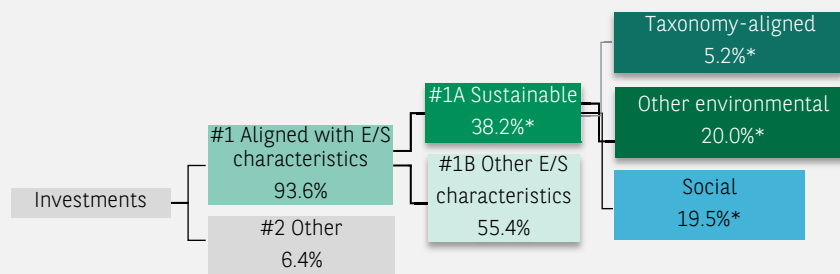 Investments
#1 Aligned with E/S
characteristics
93.6%
#2 Other
6.4%
#1A Sustainable
38.2%*
#1B Other E/S
characteristics
55.4%
Taxonomy-aligned
5.2%*
Other environmental
20.0%*
Social
19.5%*